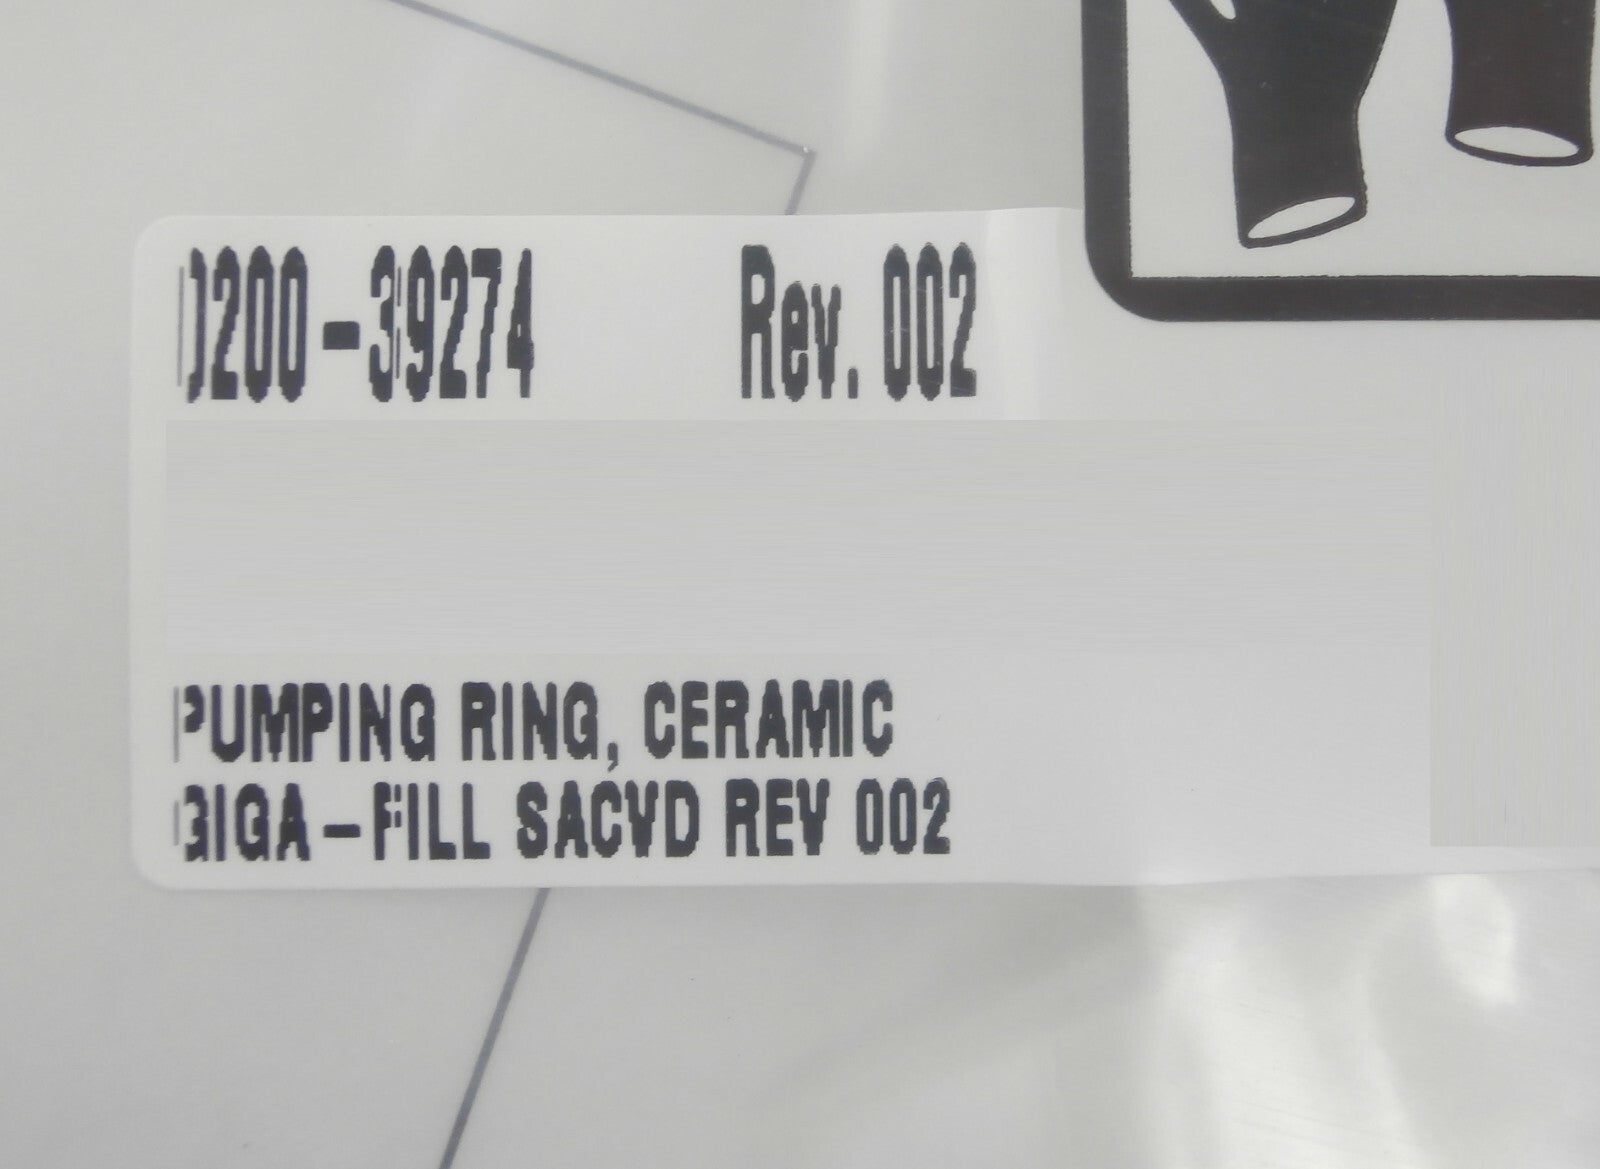 0200-39274 Rev. 002
PUMPING RING, CERAMIC
GIGA-FILL SACVD REV 002